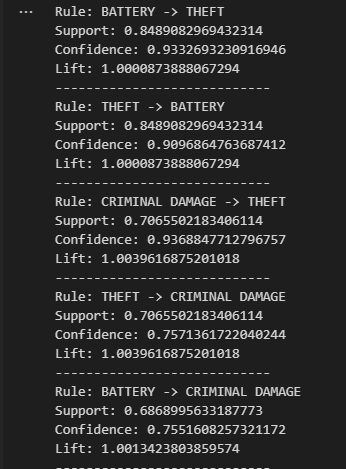 ... Rule: BATTERY -> THEFT
Support: 0.8489082969432314
Confidence: 0.9332693230916946
Lift: 1.0000873888067294
----------------------------
Rule: THEFT -> BATTERY
Support: 0.8489082969432314
Confidence: 0.9096864763687412
Lift: 1.0000873888067294
----------------------------
Rule: CRIMINAL DAMAGE -> THEFT
Support: 0.7065502183406114
Confidence: 0.9368847712796757
Lift: 1.0039616875201018
----------------------------
Rule: THEFT -> CRIMINAL DAMAGE
Support: 0.7065502183406114
Confidence: 0.7571361722040244
Lift: 1.0039616875201018
----------------------------
Rule: BATTERY -> CRIMINAL DAMAGE
Support: 0.6868995633187773
Confidence: 0.7551608257321172
Lift: 1.0013423803859574
----------------------------